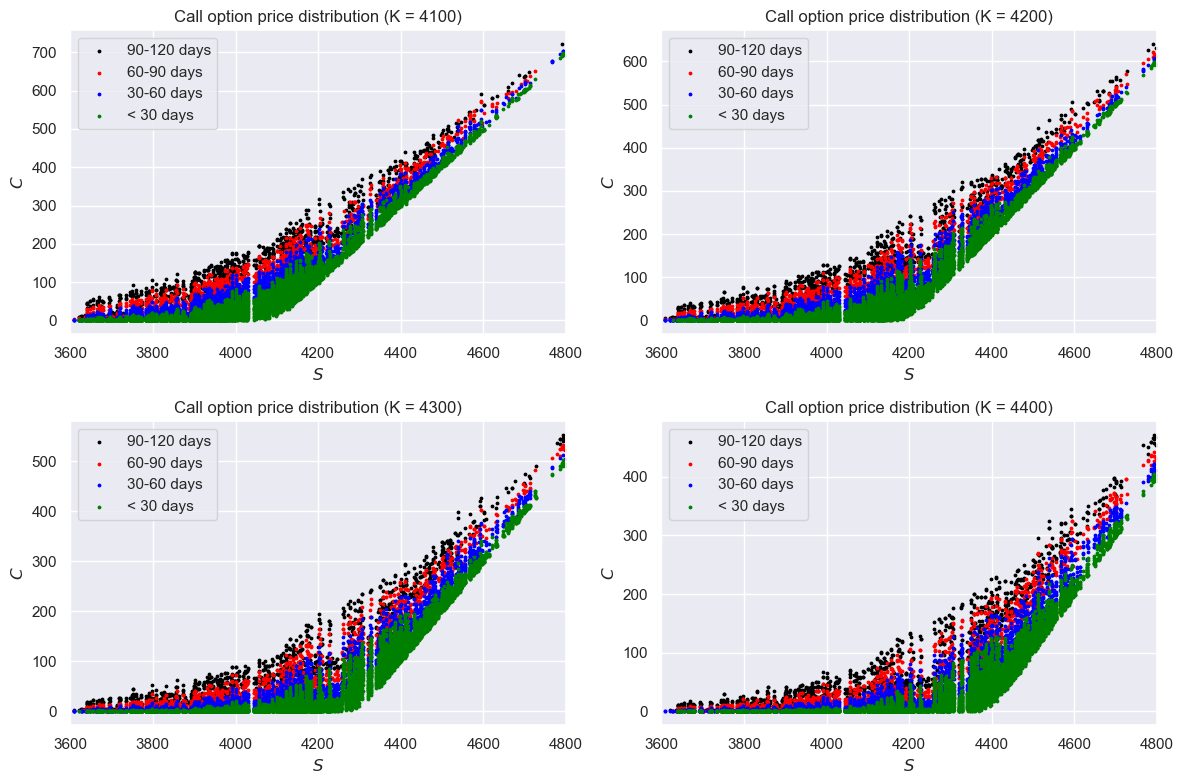 Call option price distribution (K = 4100)
700
600
500
400
300
200
100
0
C
90-120 days
60-90 days
30-60 days
< 30 days
3600 3800 4000 4200 4400 4600 4800
S
Call option price distribution (K = 4200)
600
500
400
300
200
100
0
C
90-120 days
60-90 days
30-60 days
< 30 days
3600 3800 4000 4200 4400 4600 4800
S
Call option price distribution (K = 4300)
500
400
300
200
100
0
C
90-120 days
60-90 days
30-60 days
< 30 days
3600 3800 4000 4200 4400 4600 4800
S
Call option price distribution (K = 4400)
400
300
200
100
0
C
90-120 days
60-90 days
30-60 days
< 30 days
3600 3800 4000 4200 4400 4600 4800
S